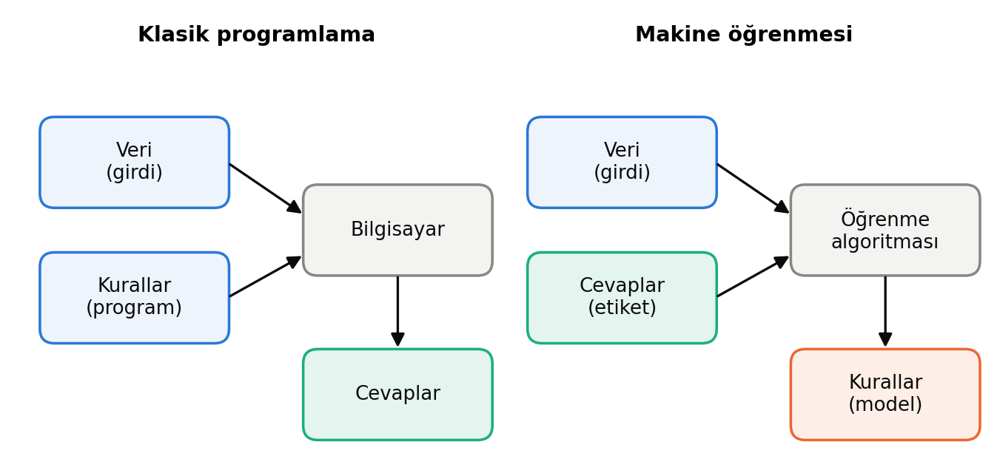 Klasik programlama
Veri
(girdi)
Kurallar
(program)
Bilgisayar
Cevaplar
Makine öğrenmesi
Veri
(girdi)
Cevaplar
(etiket)
Öğrenme
algoritması
Kurallar
(model)